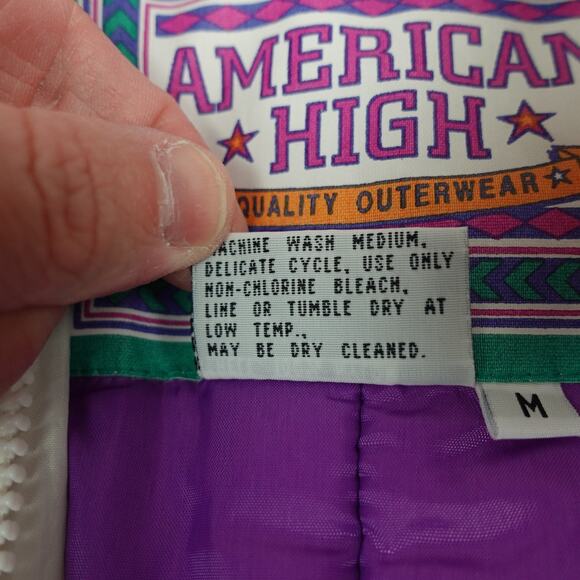 AMERICAN
HIGH
QUALITY OUTERWEAR
MACHINE WASH MEDIUM,
DELICATE CYCLE, USE ONLY
NON-CHLORINE BLEACH,
LINE OR TUMBLE DRY AT
LOW TEMP.,
MAY BE DRY CLEANED.
M